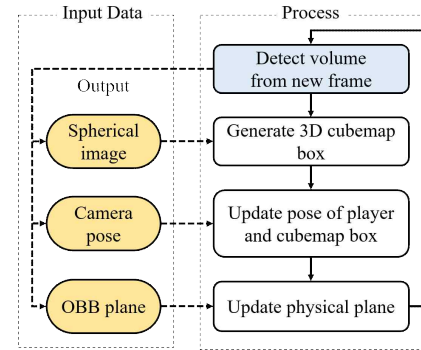 Input Data
Process
Detect volume
from new frame
Output
Spherical
image
Generate 3D cubemap
box
Camera
pose
Update pose of player
and cubemap box
OBB plane
Update physical plane